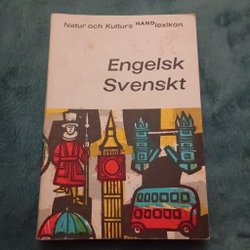 Natur och Kulturs HANDlexikon
Engelsk
Svenskt